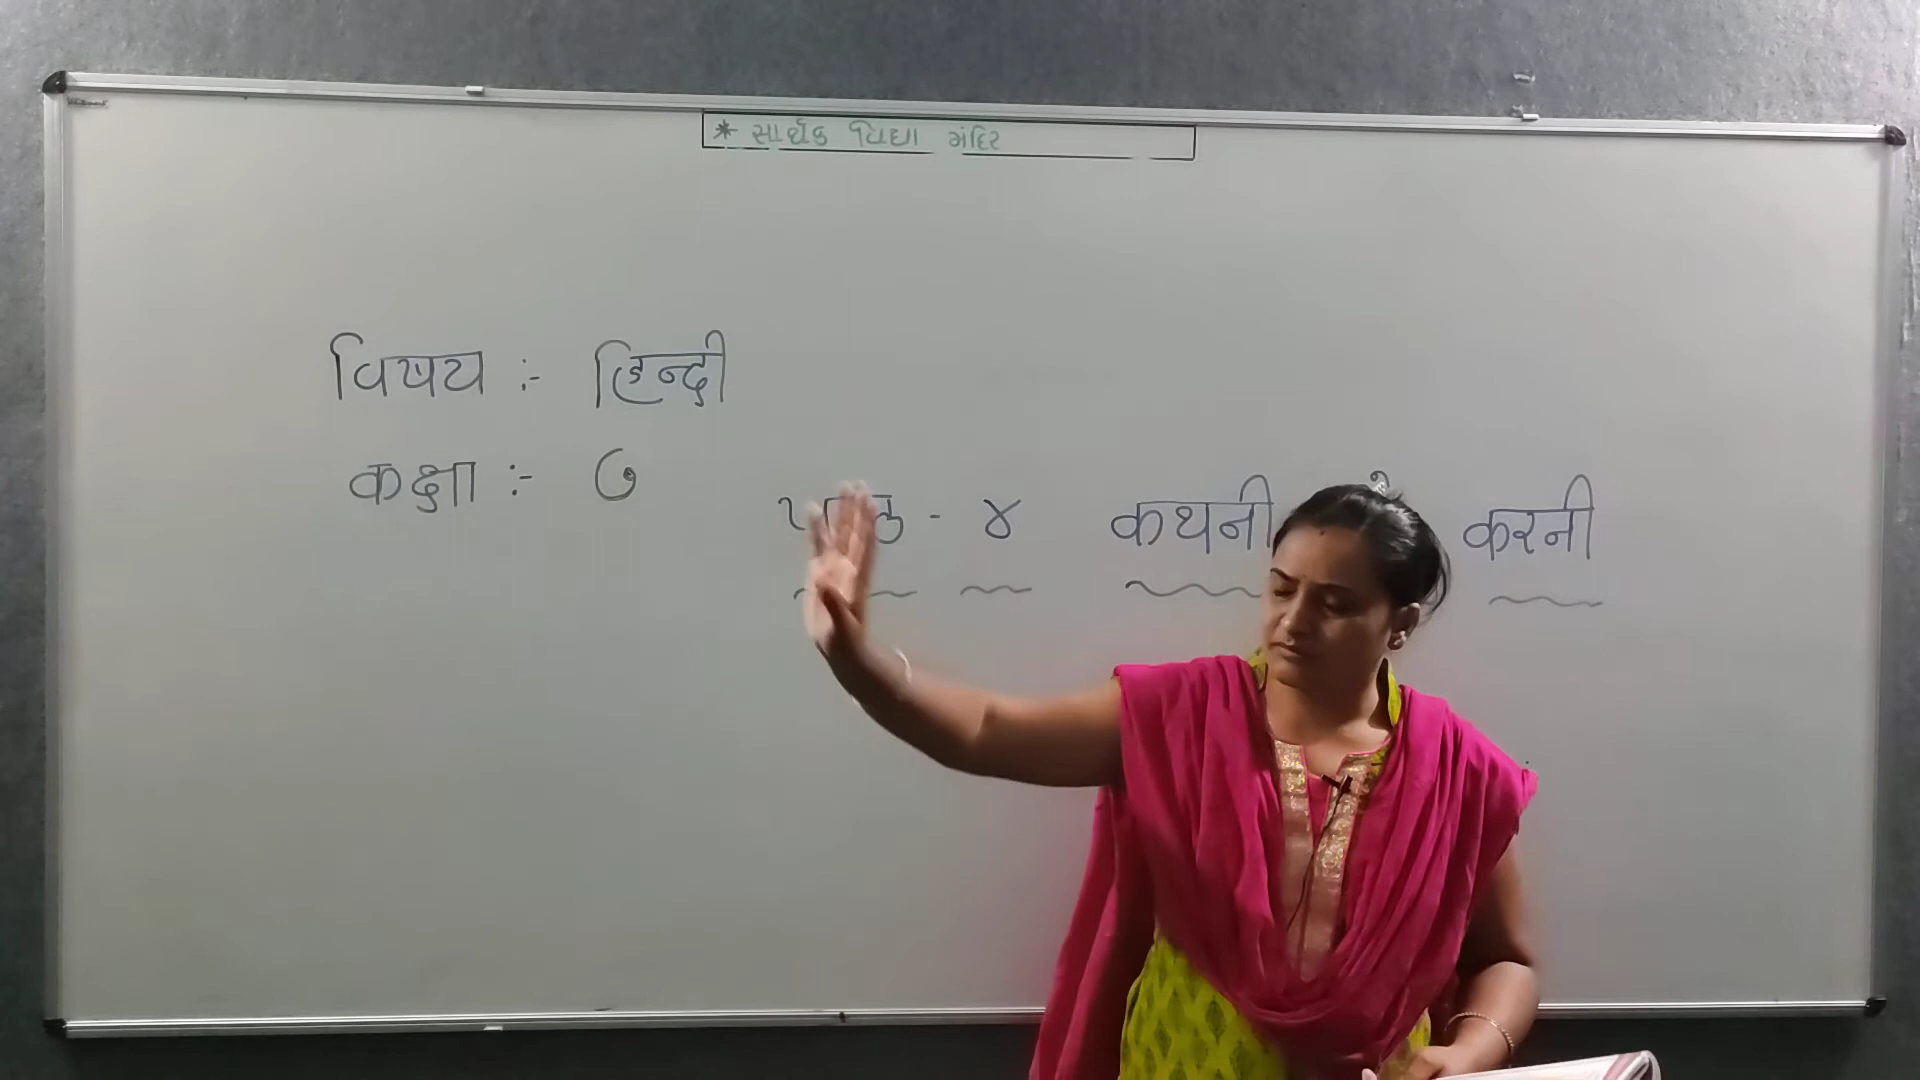 * સાર્થક વિદ્યા મંદિર
विषय :- हिन्दी
कक्षा :- ७
- ४ कथनी करनी